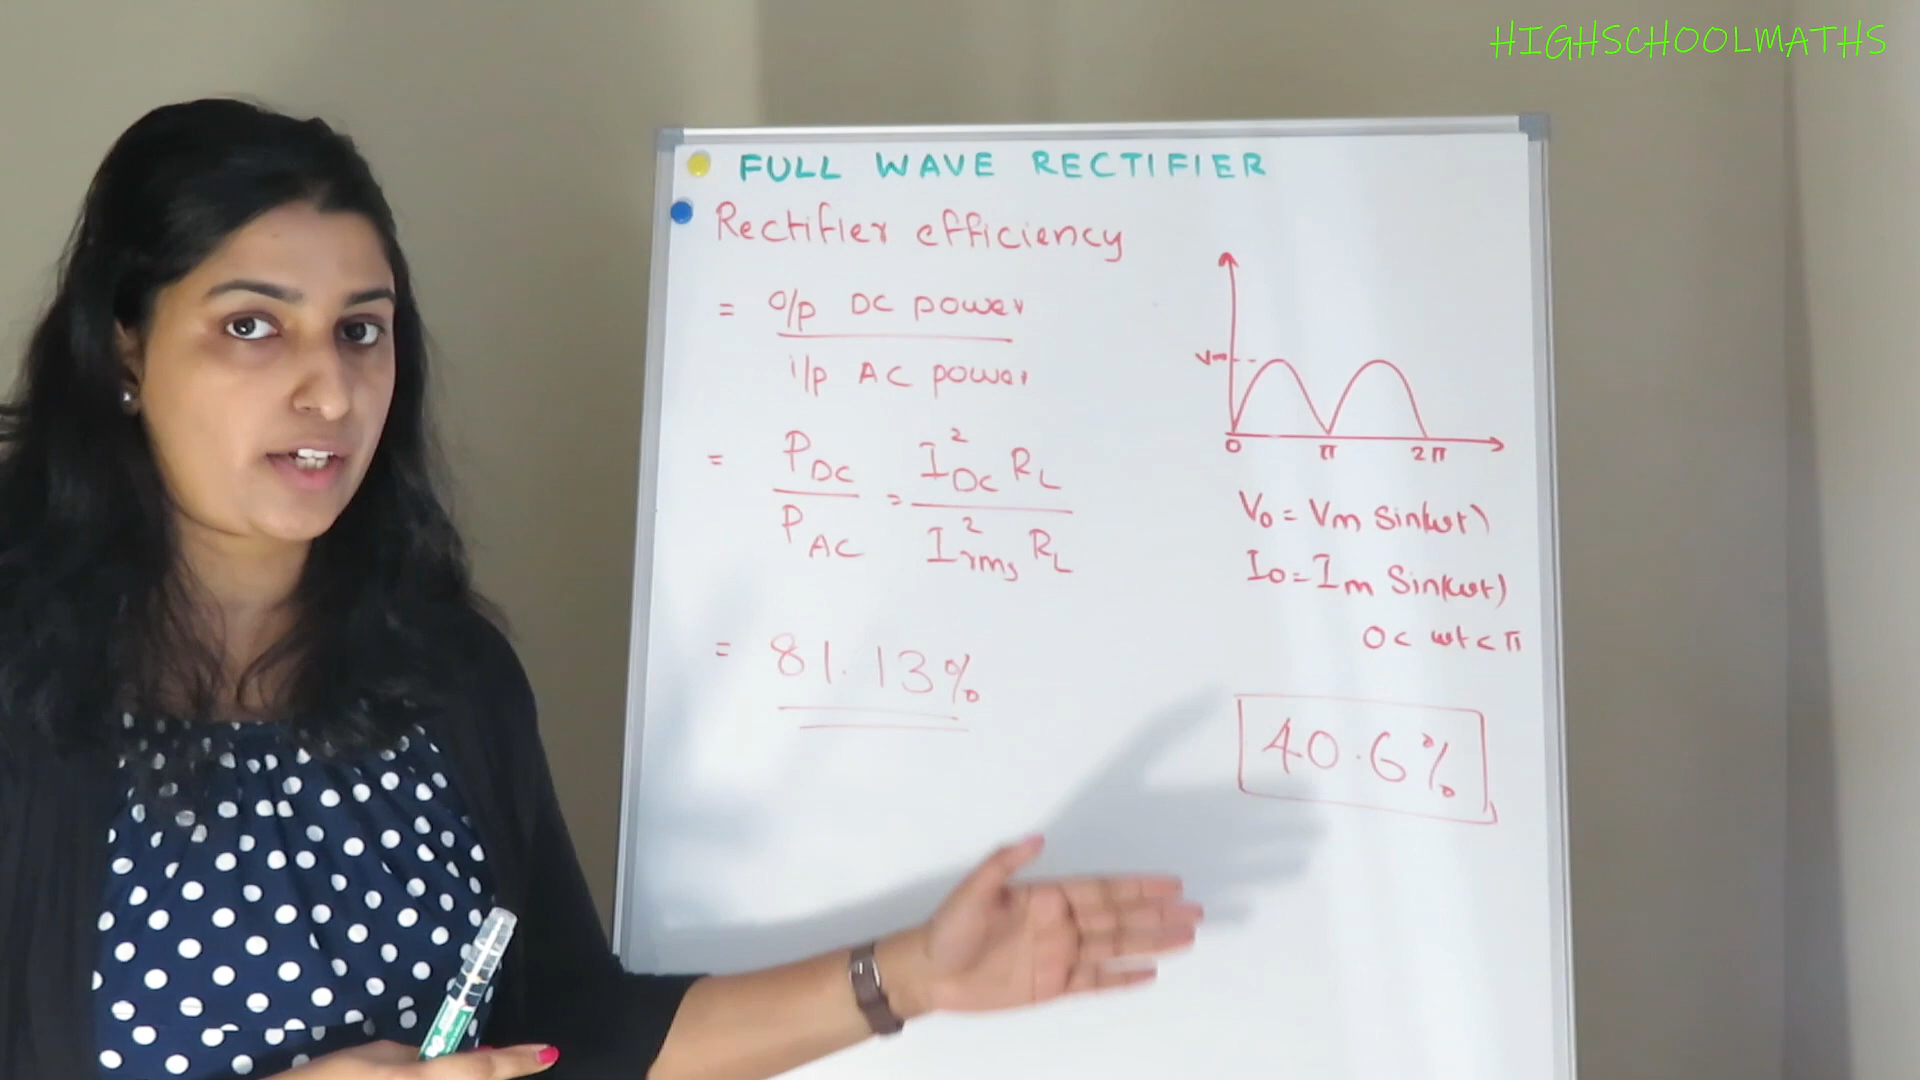 HIGHSCHOOLMATHS
FULL WAVE RECTIFIER
Rectifier efficiency
= o/p DC power
i/p AC power
= P_DC / P_AC = I²_DC R_L / I²_rms R_L
= 81.13%
Vm
0 π 2π
Vo = Vm Sin(ωt)
Io = Im Sin(ωt)
0 < ωt < π
40.6%